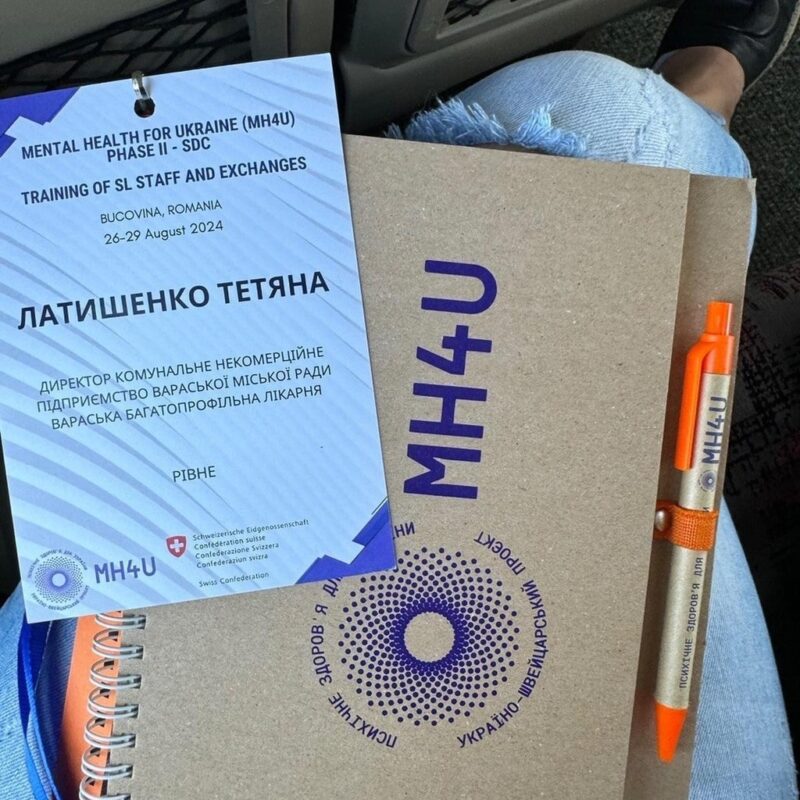 MENTAL HEALTH FOR UKRAINE (MH4U)
PHASE II - SDC
TRAINING OF SL STAFF AND EXCHANGES
BUCOVINA, ROMANIA
26-29 August 2024
ЛАТИШЕНКО ТЕТЯНА
ДИРЕКТОР КОМУНАЛЬНЕ НЕКОМЕРЦІЙНЕ
ПІДПРИЄМСТВО ВАРАСЬКОЇ МІСЬКОЇ РАДИ
ВАРАСЬКА БАГАТОПРОФІЛЬНА ЛІКАРНЯ
РІВНЕ
MH4U
Schweizerische Eidgenossenschaft
Confédération suisse
Confederazione Svizzera
Confederaziun svizra
Swiss Confederation
MH4U
ПСИХІЧНЕ ЗДОРОВ'Я
УКРАЇНО-ШВЕЙЦАРСЬКИЙ ПРОЕКТ
MH4U
ПСИХІЧНЕ ЗДОРОВ'Я ДЛЯ